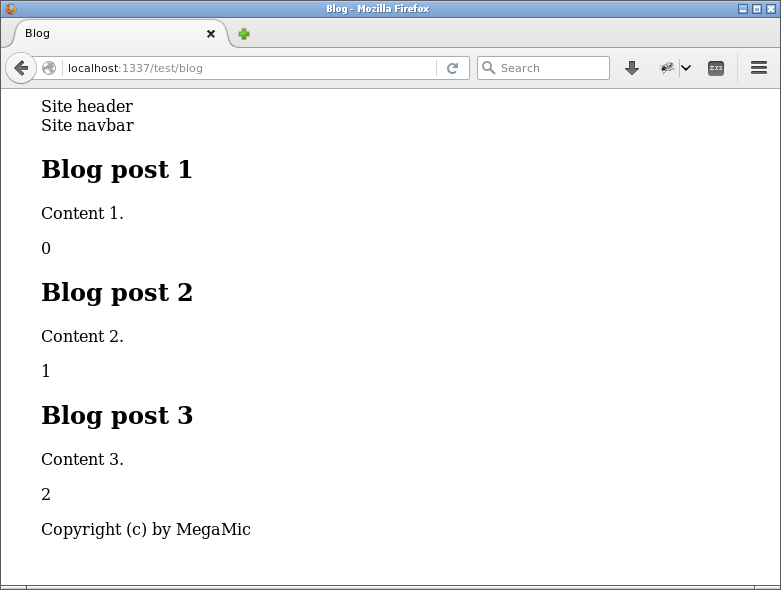 Blog - Mozilla Firefox
Blog
localhost:1337/test/blog
Search
zzz
Site header
Site navbar
Blog post 1
Content 1.
0
Blog post 2
Content 2.
1
Blog post 3
Content 3.
2
Copyright (c) by MegaMic